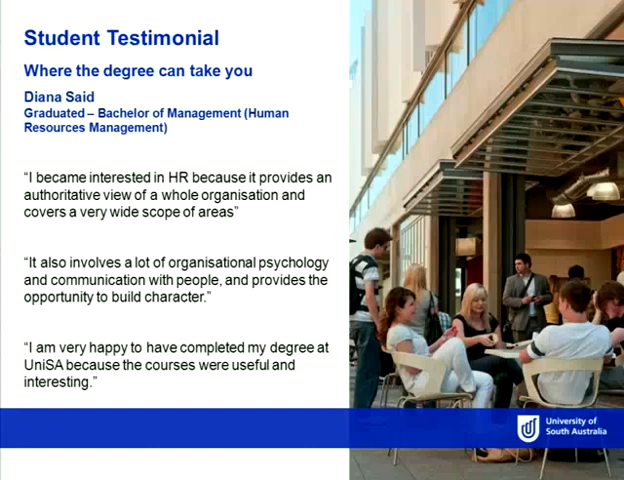 Student Testimonial
Where the degree can take you
Diana Said
Graduated – Bachelor of Management (Human
Resources Management)
“I became interested in HR because it provides an
authoritative view of a whole organisation and
covers a very wide scope of areas”
“It also involves a lot of organisational psychology
and communication with people, and provides the
opportunity to build character.”
“I am very happy to have completed my degree at
UniSA because the courses were useful and
interesting.”
University of
South Australia